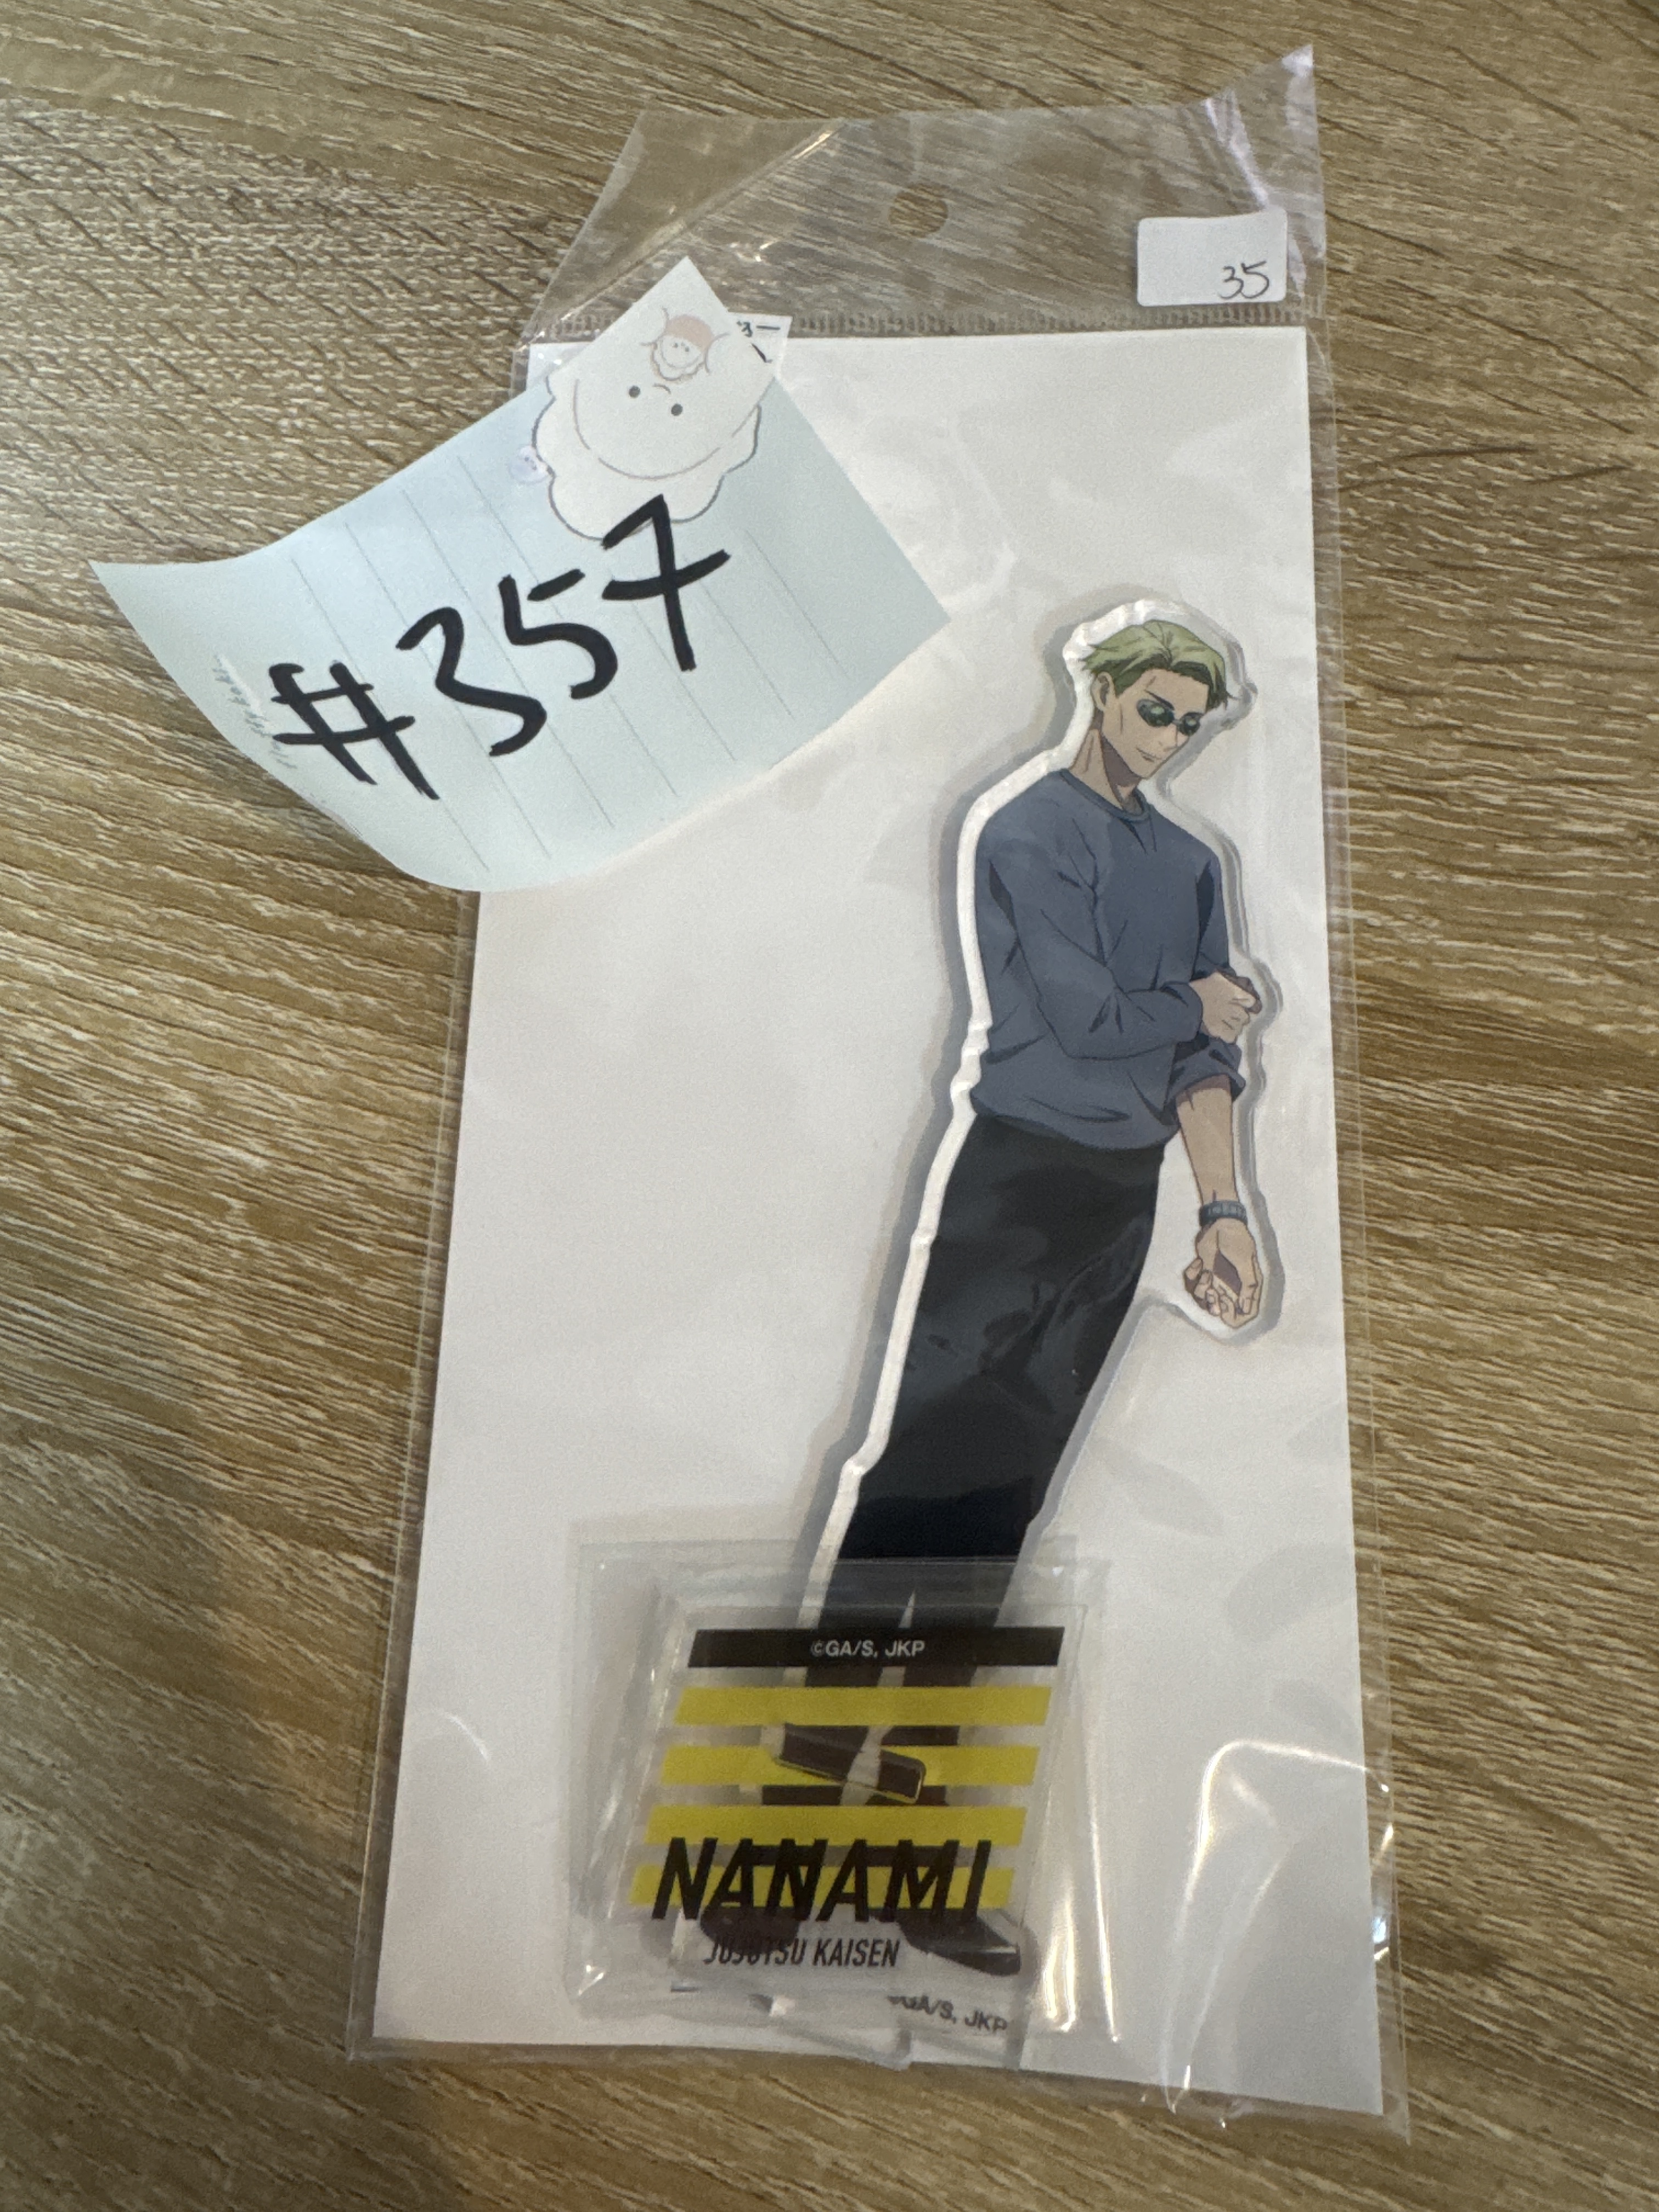 35
#357
©GA/S, JKP
NANAMI
JUJUTSU KAISEN
©GA/S, JKP